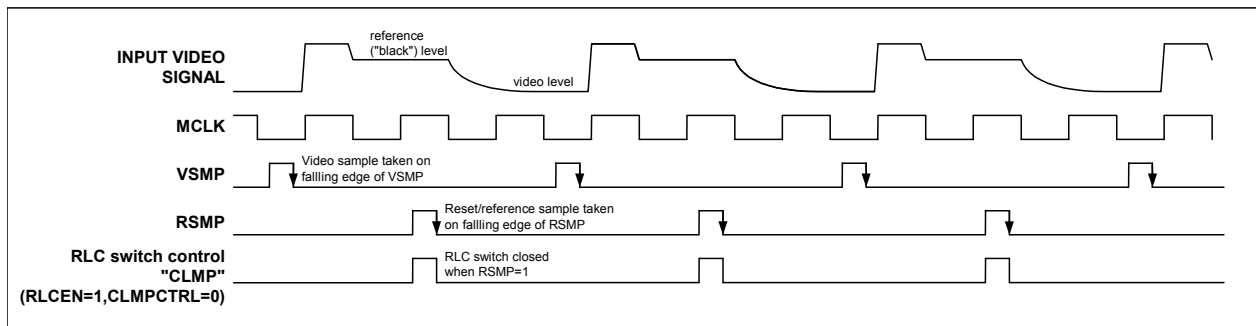 reference
("black") level
INPUT VIDEO
SIGNAL
video level
MCLK
VSMP
Video sample taken on
fallling edge of VSMP
RSMP
Reset/reference sample taken
on fallling edge of RSMP
RLC switch control
"CLMP"
(RLCEN=1,CLMPCTRL=0)
RLC switch closed
when RSMP=1